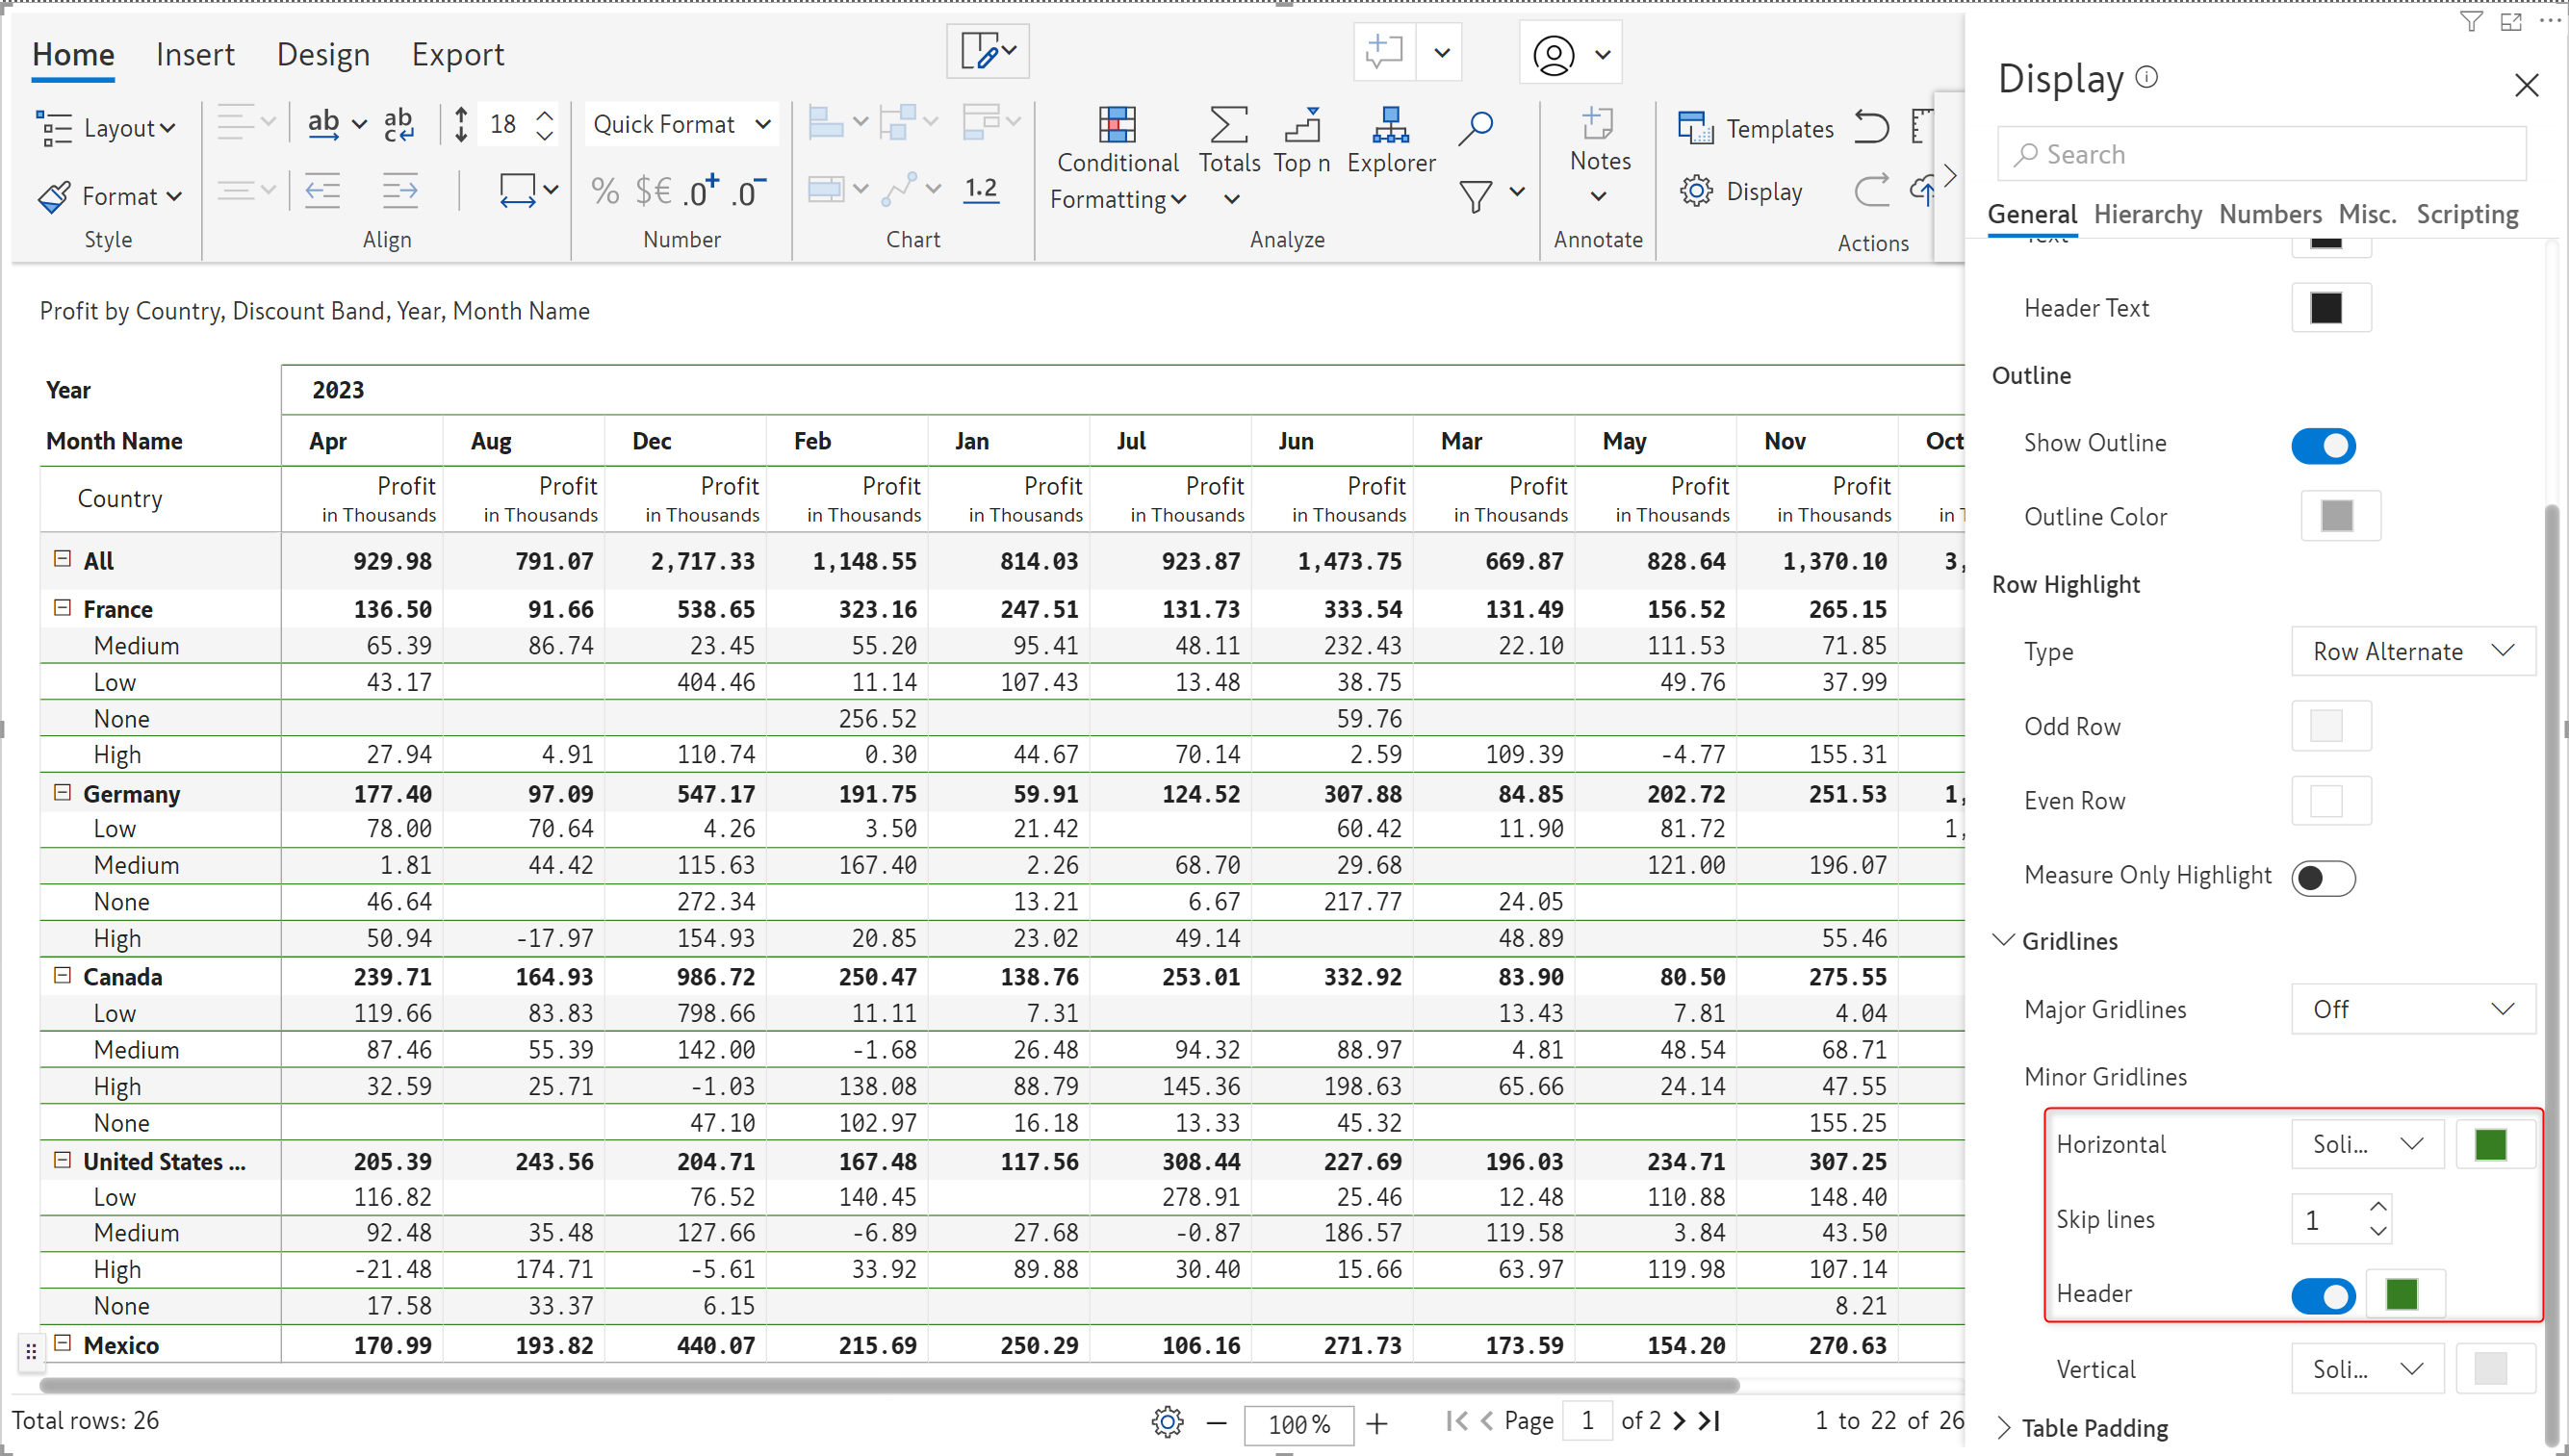 Home Insert Design Export
Layout ab ab c 18 Quick Format Conditional Formatting Totals Top n Explorer Notes Templates
Format % $€ .0+ .0- 1.2 Display
Style Align Number Chart Analyze Annotate Actions
Profit by Country, Discount Band, Year, Month Name
Year 2023
Month Name Apr Aug Dec Feb Jan Jul Jun Mar May Nov Oct
Country Profit Profit Profit Profit Profit Profit Profit Profit Profit Profit
in Thousands in Thousands in Thousands in Thousands in Thousands in Thousands in Thousands in Thousands in Thousands in Thousands in
All 929.98 791.07 2,717.33 1,148.55 814.03 923.87 1,473.75 669.87 828.64 1,370.10 3,
France 136.50 91.66 538.65 323.16 247.51 131.73 333.54 131.49 156.52 265.15
Medium 65.39 86.74 23.45 55.20 95.41 48.11 232.43 22.10 111.53 71.85
Low 43.17 404.46 11.14 107.43 13.48 38.75 49.76 37.99
None 256.52 59.76
High 27.94 4.91 110.74 0.30 44.67 70.14 2.59 109.39 -4.77 155.31
Germany 177.40 97.09 547.17 191.75 59.91 124.52 307.88 84.85 202.72 251.53 1,
Low 78.00 70.64 4.26 3.50 21.42 60.42 11.90 81.72 1,
Medium 1.81 44.42 115.63 167.40 2.26 68.70 29.68 121.00 196.07
None 46.64 272.34 13.21 6.67 217.77 24.05
High 50.94 -17.97 154.93 20.85 23.02 49.14 48.89 55.46
Canada 239.71 164.93 986.72 250.47 138.76 253.01 332.92 83.90 80.50 275.55
Low 119.66 83.83 798.66 11.11 7.31 13.43 7.81 4.04
Medium 87.46 55.39 142.00 -1.68 26.48 94.32 88.97 4.81 48.54 68.71
High 32.59 25.71 -1.03 138.08 88.79 145.36 198.63 65.66 24.14 47.55
None 47.10 102.97 16.18 13.33 45.32 155.25
United States ... 205.39 243.56 204.71 167.48 117.56 308.44 227.69 196.03 234.71 307.25
Low 116.82 76.52 140.45 278.91 25.46 12.48 110.88 148.40
Medium 92.48 35.48 127.66 -6.89 27.68 -0.87 186.57 119.58 3.84 43.50
High -21.48 174.71 -5.61 33.92 89.88 30.40 15.66 63.97 119.98 107.14
None 17.58 33.37 6.15 8.21
Mexico 170.99 193.82 440.07 215.69 250.29 106.16 271.73 173.59 154.20 270.63
Total rows: 26 100% Page 1 of 2 1 to 22 of 26
Display
Search
General Hierarchy Numbers Misc. Scripting
Header Text
Outline
Show Outline
Outline Color
Row Highlight
Type Row Alternate
Odd Row
Even Row
Measure Only Highlight
Gridlines
Major Gridlines Off
Minor Gridlines
Horizontal Soli...
Skip lines 1
Header
Vertical Soli...
Table Padding